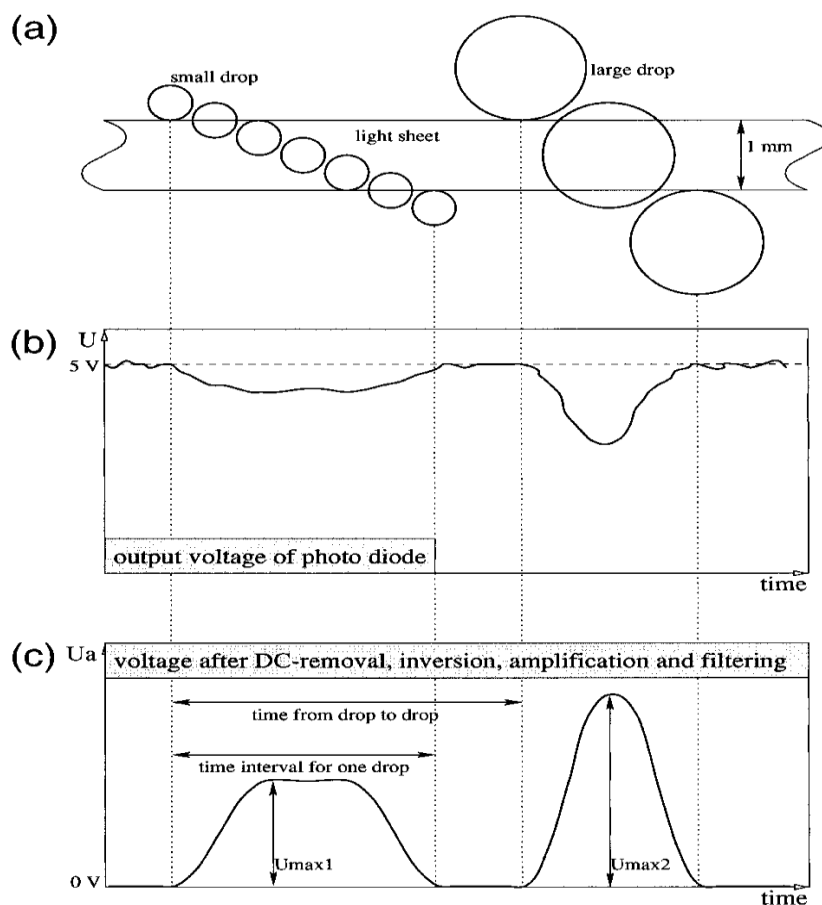 (a)
small drop
large drop
light sheet
1 mm
(b)
U
5 V
output voltage of photo diode
time
(c)
Ua
voltage after DC-removal, inversion, amplification and filtering
time from drop to drop
time interval for one drop
Umax1
Umax2
0 V
time